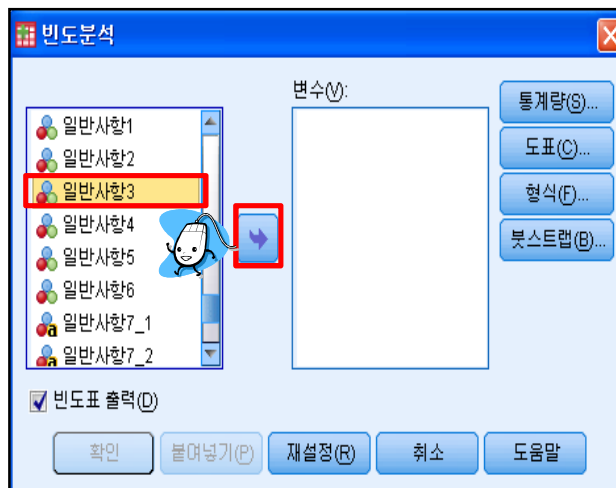 빈도분석
변수(V):
일반사항1
일반사항2
일반사항3
일반사항4
일반사항5
일반사항6
a 일반사항7_1
a 일반사항7_2
통계량(S)...
도표(C)...
형식(F)...
붓스트랩(B)...
빈도표 출력(D)
확인
붙여넣기(P)
재설정(R)
취소
도움말